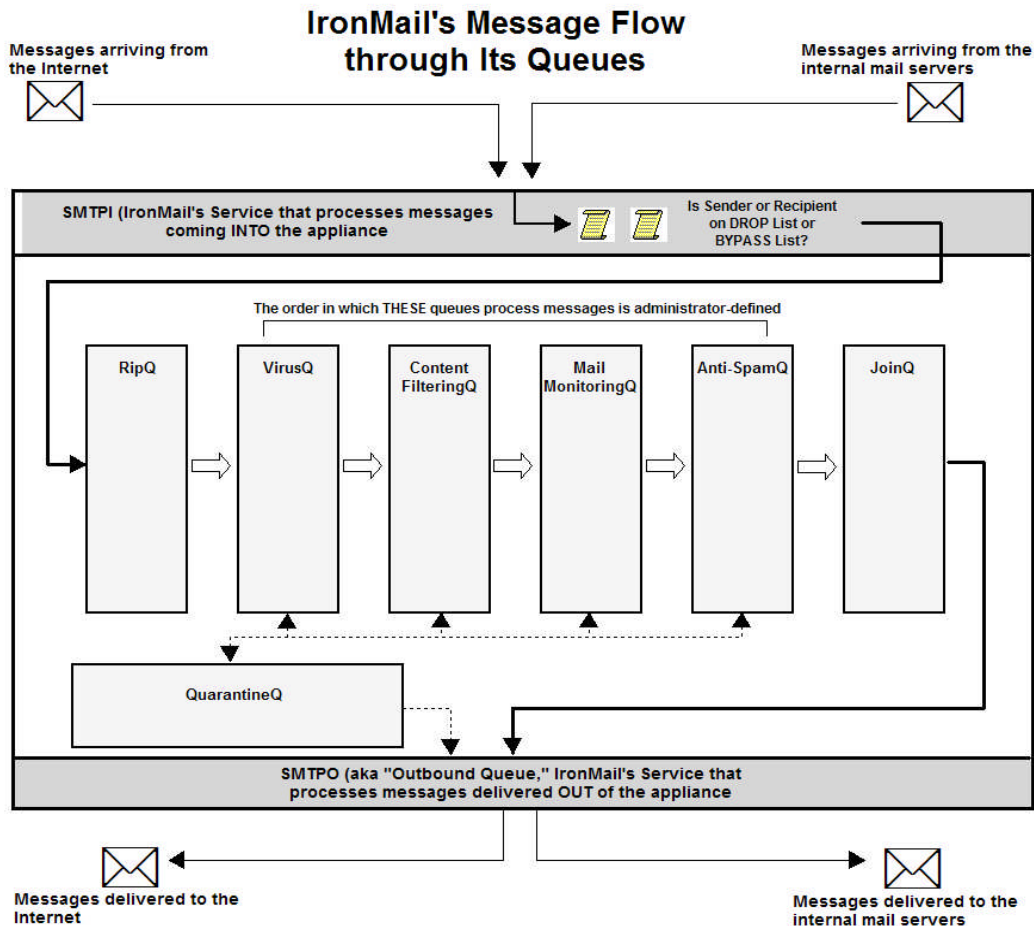 IronMail's Message Flow
through Its Queues
Messages arriving from
the Internet
Messages arriving from the
internal mail servers
SMTPI (IronMail's Service that processes messages
coming INTO the appliance
Is Sender or Recipient
on DROP List or
BYPASS List?
The order in which THESE queues process messages is administrator-defined
RipQ
VirusQ
Content
FilteringQ
Mail
MonitoringQ
Anti-SpamQ
JoinQ
QuarantineQ
SMTPO (aka "Outbound Queue," IronMail's Service that
processes messages delivered OUT of the appliance
Messages delivered to the
Internet
Messages delivered to the
internal mail servers